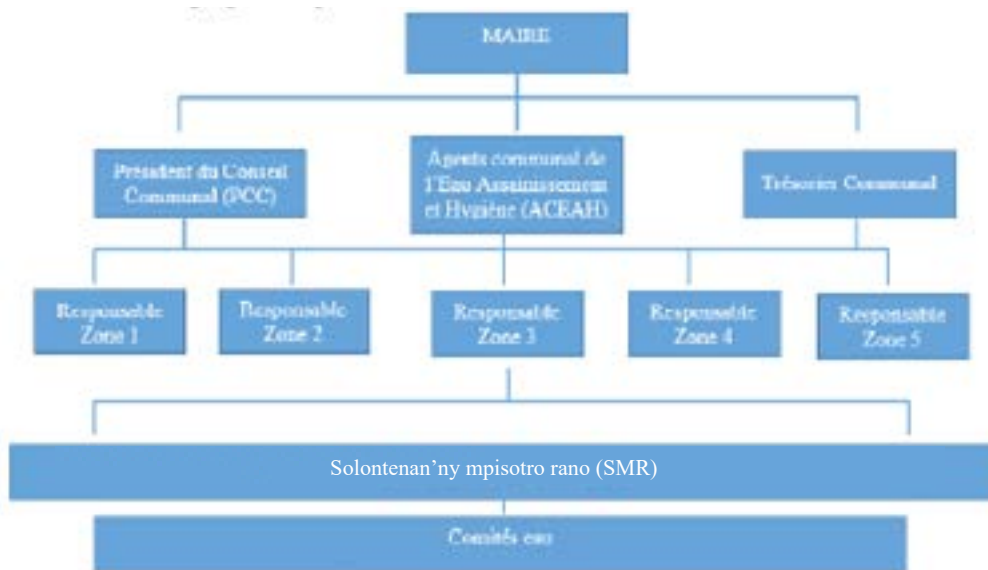 MAIRE
Président du Conseil
Communal (PCC)
Agents communal de
l'Eau Assainissement
et Hygiène (ACEAH)
Trésorier Communal
Responsable
Zone 1
Responsable
Zone 2
Responsable
Zone 3
Responsable
Zone 4
Responsable
Zone 5
Solontenan’ny mpisotro rano (SMR)
Comités eau